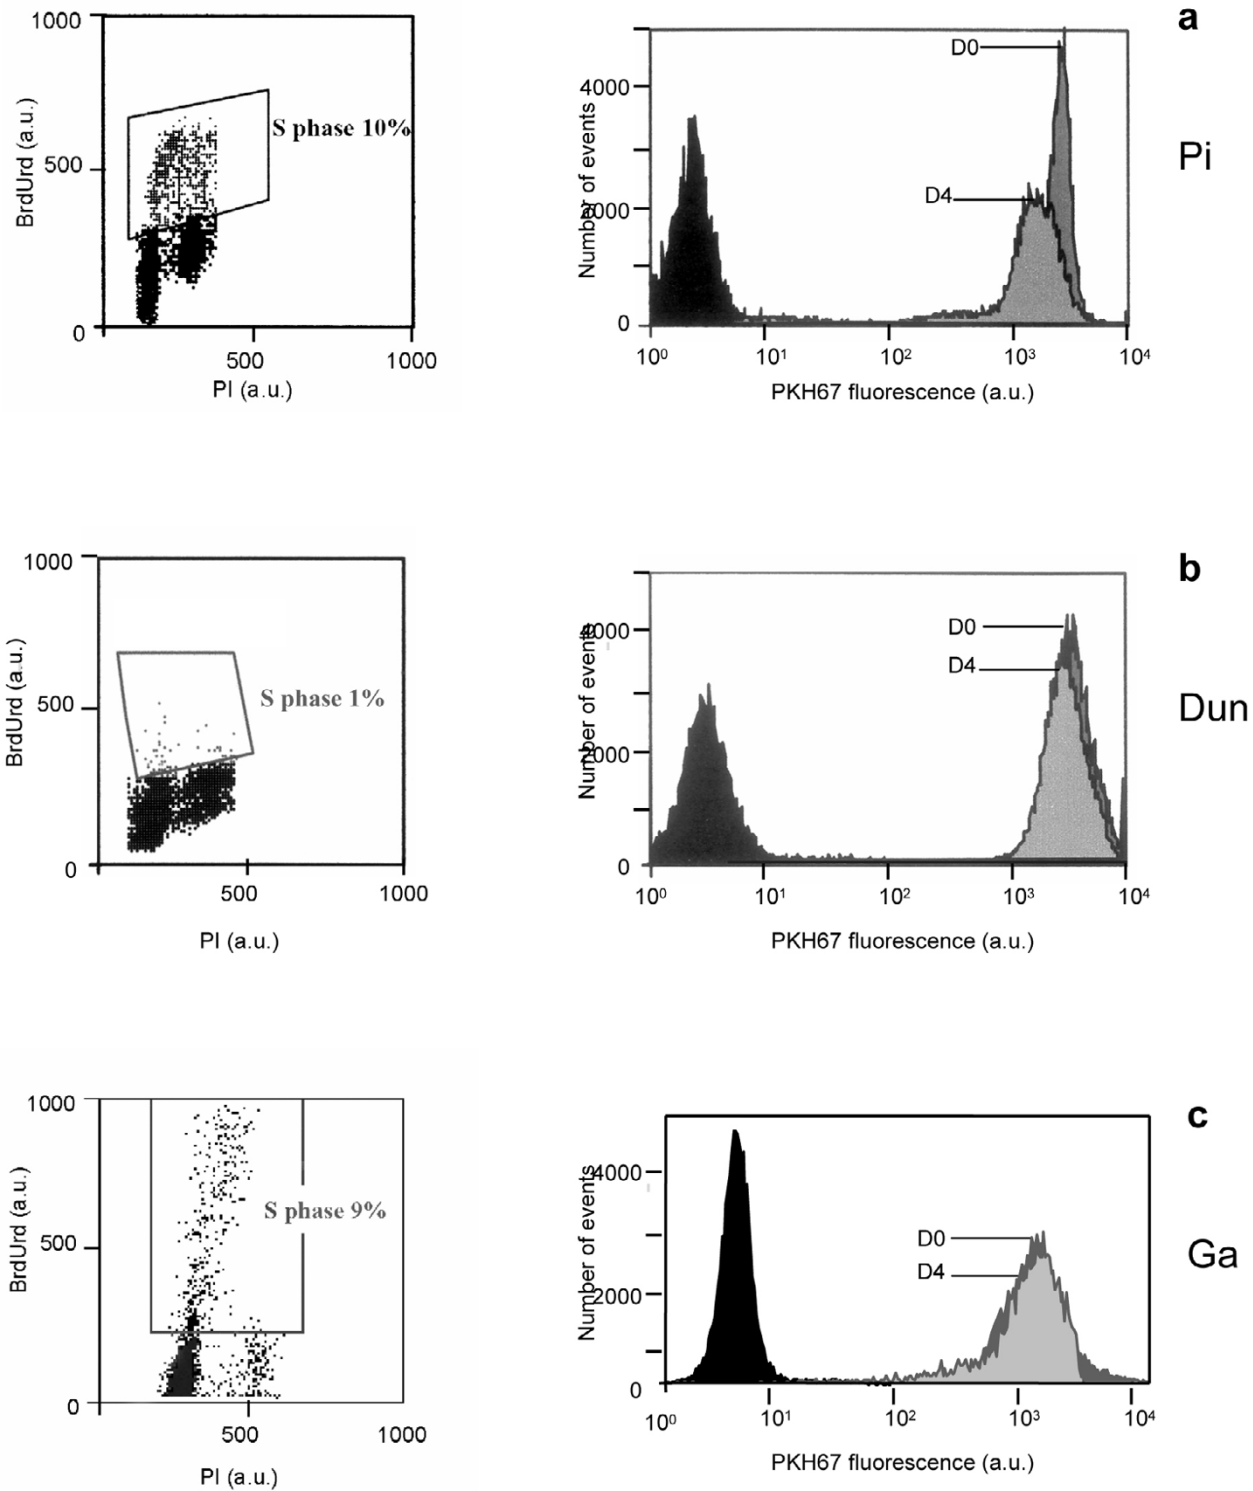 a
1000
500
0
BrdUrd (a.u.)
S phase 10%
500
1000
PI (a.u.)
4000
2000
0
Number of events
D0
D4
10⁰
10¹
10²
10³
10⁴
PKH67 fluorescence (a.u.)
Pi
b
1000
500
0
BrdUrd (a.u.)
S phase 1%
500
1000
PI (a.u.)
4000
2000
0
Number of events
D0
D4
10⁰
10¹
10²
10³
10⁴
PKH67 fluorescence (a.u.)
Dun
c
1000
500
0
BrdUrd (a.u.)
S phase 9%
500
1000
PI (a.u.)
4000
2000
0
Number of events
D0
D4
10⁰
10¹
10²
10³
10⁴
PKH67 fluorescence (a.u.)
Ga